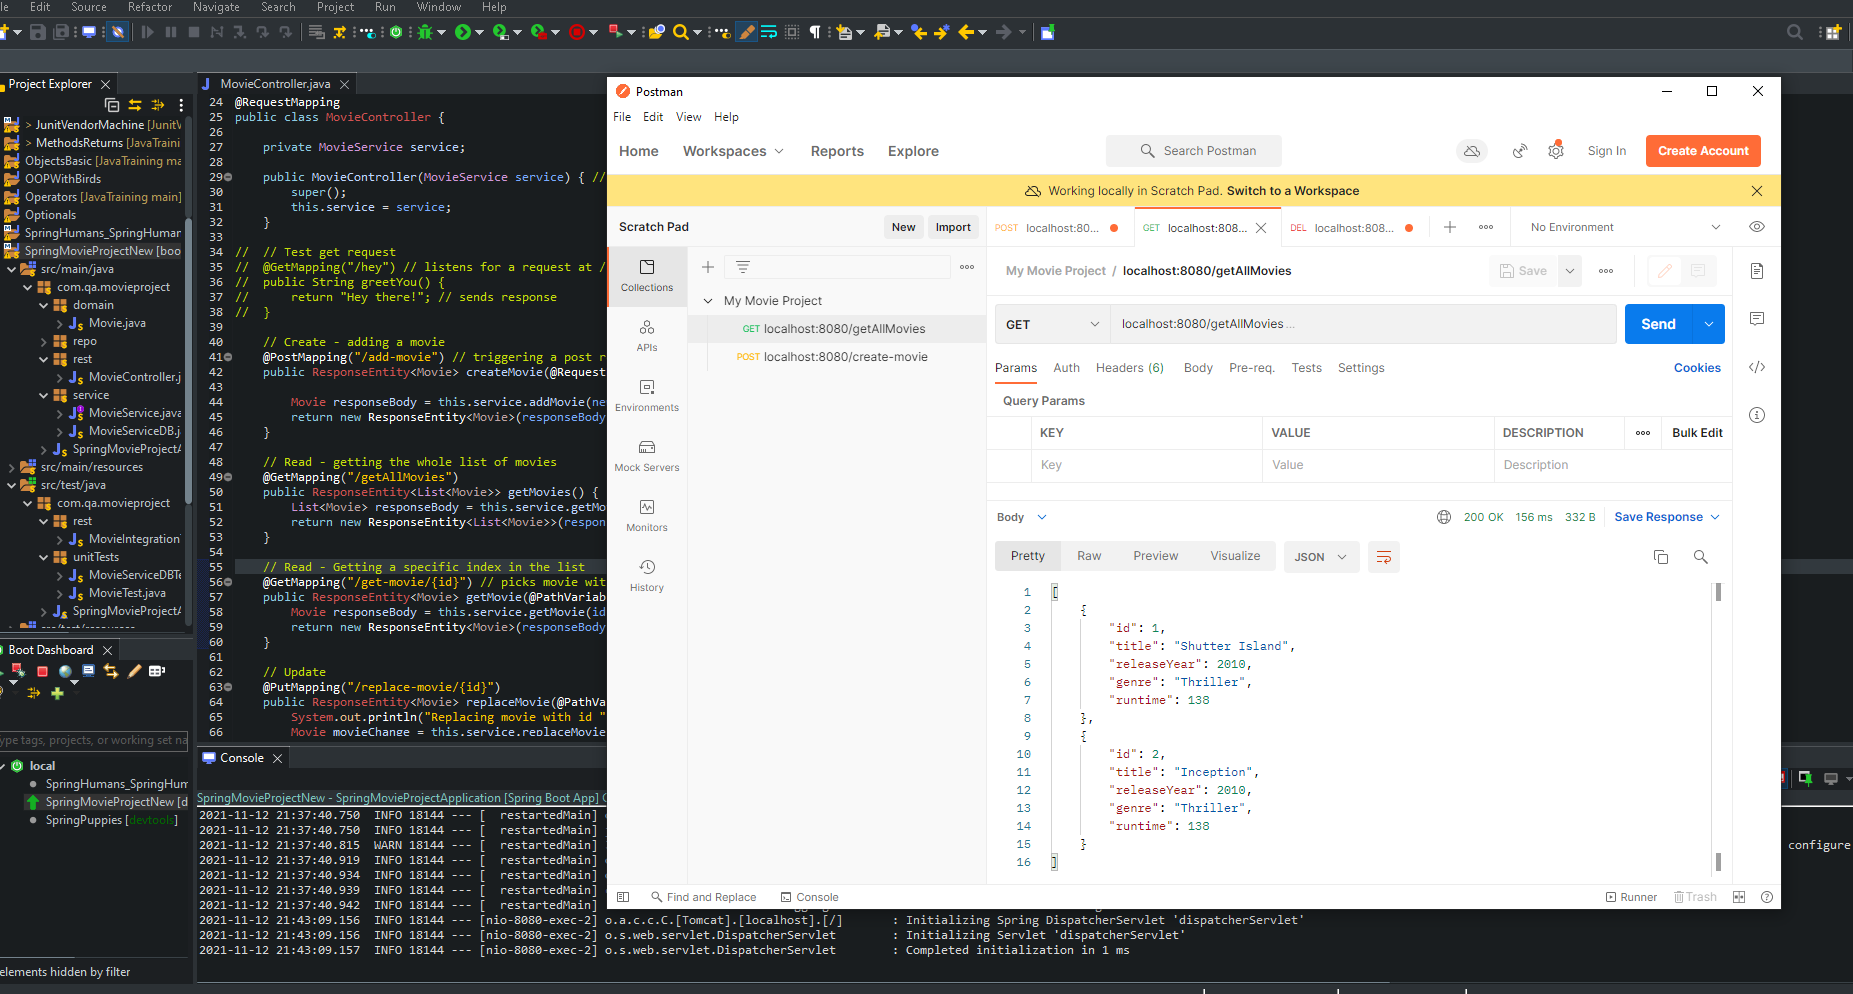 Edit Source Refactor Navigate Search Project Run Window Help
Project Explorer
> JunitVendorMachine [JunitV
> MethodsReturns [JavaTraini
ObjectsBasic [JavaTraining ma
OOPWithBirds
Operators [JavaTraining main]
Optionals
SpringHumans_SpringHumar
SpringMovieProjectNew [boo
src/main/java
com.qa.movieproject
domain
Movie.java
repo
rest
MovieController.j
service
MovieService.java
MovieServiceDB.j
SpringMovieProjectA
src/main/resources
src/test/java
com.qa.movieproject
rest
MovieIntegration
unitTests
MovieServiceDBTe
MovieTest.java
SpringMovieProjectA
Boot Dashboard
type tags, projects, or working set na
local
SpringHumans_SpringHum
SpringMovieProjectNew [d
SpringPuppies [devtools]
elements hidden by filter
MovieController.java
24 @RequestMapping
25 public class MovieController {
26
27 private MovieService service;
28
29 public MovieController(MovieService service) { //
30 super();
31 this.service = service;
32 }
33
34 // // Test get request
35 // @GetMapping("/hey") // listens for a request at /
36 // public String greetYou() {
37 // return "Hey there!"; // sends response
38 // }
39
40 // Create - adding a movie
41 @PostMapping("/add-movie") // triggering a post r
42 public ResponseEntity<Movie> createMovie(@Request
43
44 Movie responseBody = this.service.addMovie(ne
45 return new ResponseEntity<Movie>(responseBody
46 }
47
48 // Read - getting the whole list of movies
49 @GetMapping("/getAllMovies")
50 public ResponseEntity<List<Movie>> getMovies() {
51 List<Movie> responseBody = this.service.getMo
52 return new ResponseEntity<List<Movie>>(respon
53 }
54
55 // Read - Getting a specific index in the list
56 @GetMapping("/get-movie/{id}") // picks movie wit
57 public ResponseEntity<Movie> getMovie(@PathVariab
58 Movie responseBody = this.service.getMovie(id
59 return new ResponseEntity<Movie>(responseBody
60 }
61
62 // Update
63 @PutMapping("/replace-movie/{id}")
64 public ResponseEntity<Movie> replaceMovie(@PathVa
65 System.out.println("Replacing movie with id "
66 Movie movieChange = this.service.replaceMovie
Console
SpringMovieProjectNew - SpringMovieProjectApplication [Spring Boot App]
2021-11-12 21:37:40.750 INFO 18144 --- [ restartedMain]
2021-11-12 21:37:40.750 INFO 18144 --- [ restartedMain]
2021-11-12 21:37:40.815 WARN 18144 --- [ restartedMain]
configure
2021-11-12 21:37:40.919 INFO 18144 --- [ restartedMain]
2021-11-12 21:37:40.934 INFO 18144 --- [ restartedMain]
2021-11-12 21:37:40.939 INFO 18144 --- [ restartedMain]
2021-11-12 21:37:40.942 INFO 18144 --- [ restartedMain]
2021-11-12 21:43:09.156 INFO 18144 --- [nio-8080-exec-2] o.a.c.c.C.[Tomcat].[localhost].[/] : Initializing Spring DispatcherServlet 'dispatcherServlet'
2021-11-12 21:43:09.156 INFO 18144 --- [nio-8080-exec-2] o.s.web.servlet.DispatcherServlet : Initializing Servlet 'dispatcherServlet'
2021-11-12 21:43:09.157 INFO 18144 --- [nio-8080-exec-2] o.s.web.servlet.DispatcherServlet : Completed initialization in 1 ms
Postman
File Edit View Help
Home Workspaces Reports Explore Search Postman Sign In Create Account
Working locally in Scratch Pad. Switch to a Workspace
Scratch Pad New Import
Collections
APIs
Environments
Mock Servers
Monitors
History
My Movie Project
GET localhost:8080/getAllMovies
POST localhost:8080/create-movie
POST localhost:80... GET localhost:808... DEL localhost:808... No Environment
My Movie Project / localhost:8080/getAllMovies Save
GET localhost:8080/getAllMovies ... Send
Params Auth Headers (6) Body Pre-req. Tests Settings Cookies
Query Params
KEY VALUE DESCRIPTION Bulk Edit
Key Value Description
Body 200 OK 156 ms 332 B Save Response
Pretty Raw Preview Visualize JSON
1 [
2 {
3 "id": 1,
4 "title": "Shutter Island",
5 "releaseYear": 2010,
6 "genre": "Thriller",
7 "runtime": 138
8 },
9 {
10 "id": 2,
11 "title": "Inception",
12 "releaseYear": 2010,
13 "genre": "Thriller",
14 "runtime": 138
15 }
16 ]
Find and Replace Console Runner Trash